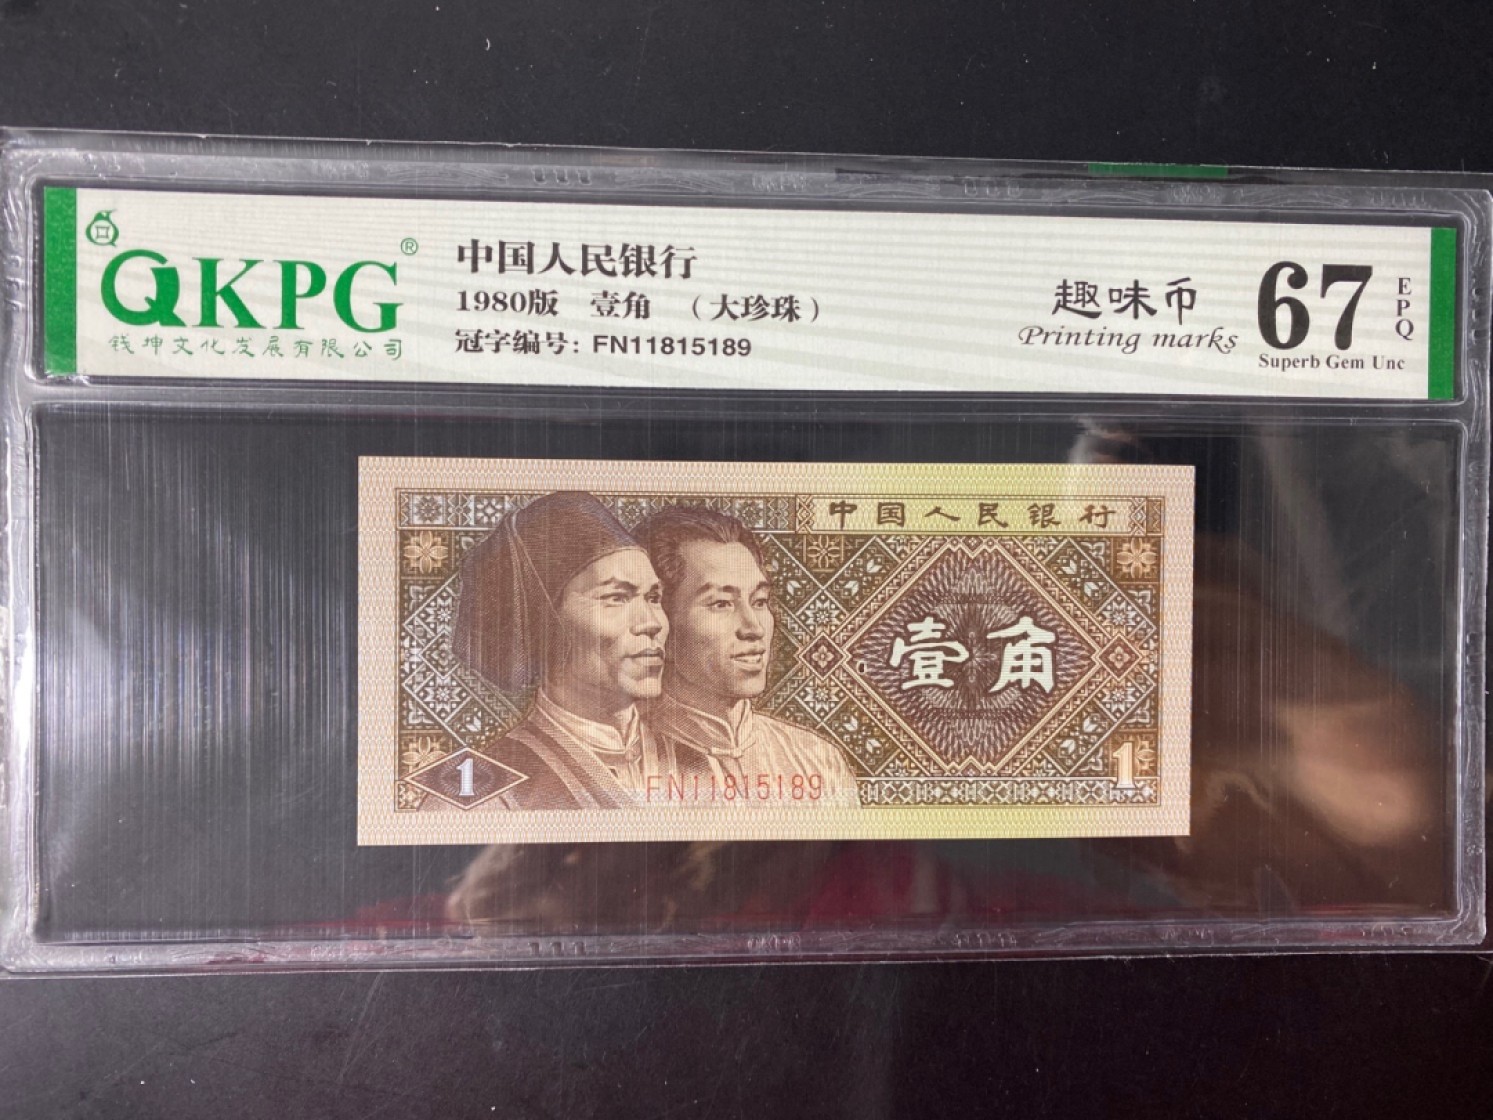 QKPG®
钱坤文化发展有限公司
中国人民银行
1980版 壹角 （大珍珠）
冠字编号: FN11815189
趣味币
Printing marks
67
EPQ
Superb Gem Unc
中国人民银行
壹角
1
FN11815189
1